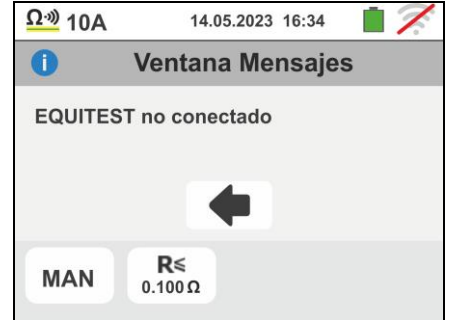 Ω 10A 14.05.2023 16:34
i Ventana Mensajes
EQUITEST no conectado
MAN R≤
0.100 Ω